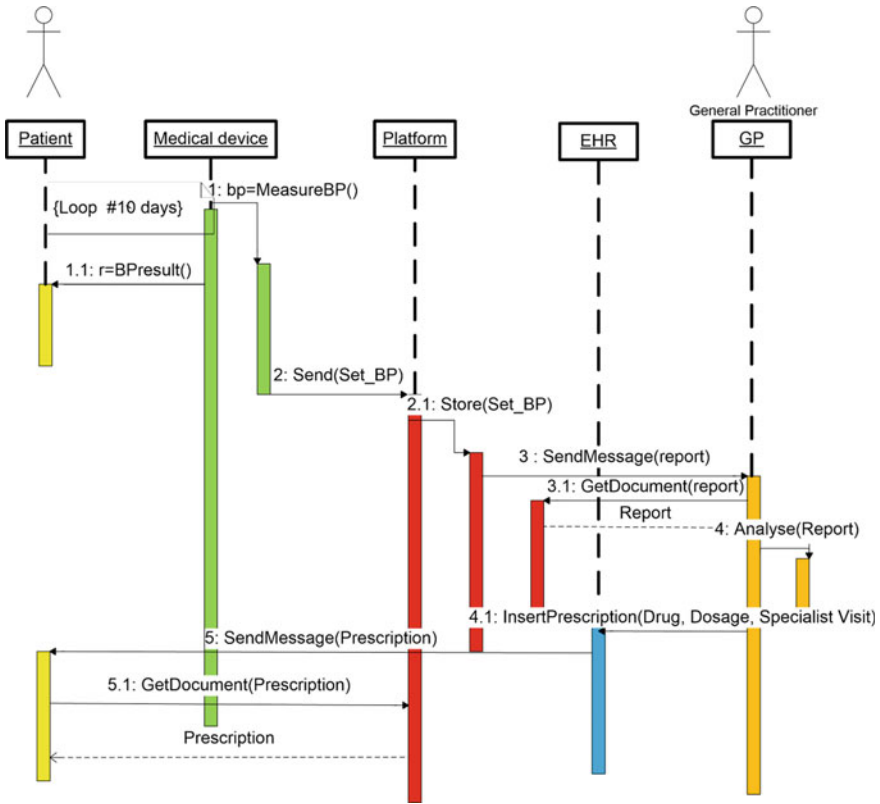 General Practitioner
Patient
Medical device
Platform
EHR
GP
1: bp=MeasureBP()
{Loop #10 days}
1.1: r=BPresult()
2: Send(Set_BP)
2.1: Store(Set_BP)
3 : SendMessage(report)
3.1: GetDocument(report)
Report
4: Analyse(Report)
4.1: InsertPrescription(Drug, Dosage, Specialist Visit)
5: SendMessage(Prescription)
5.1: GetDocument(Prescription)
Prescription